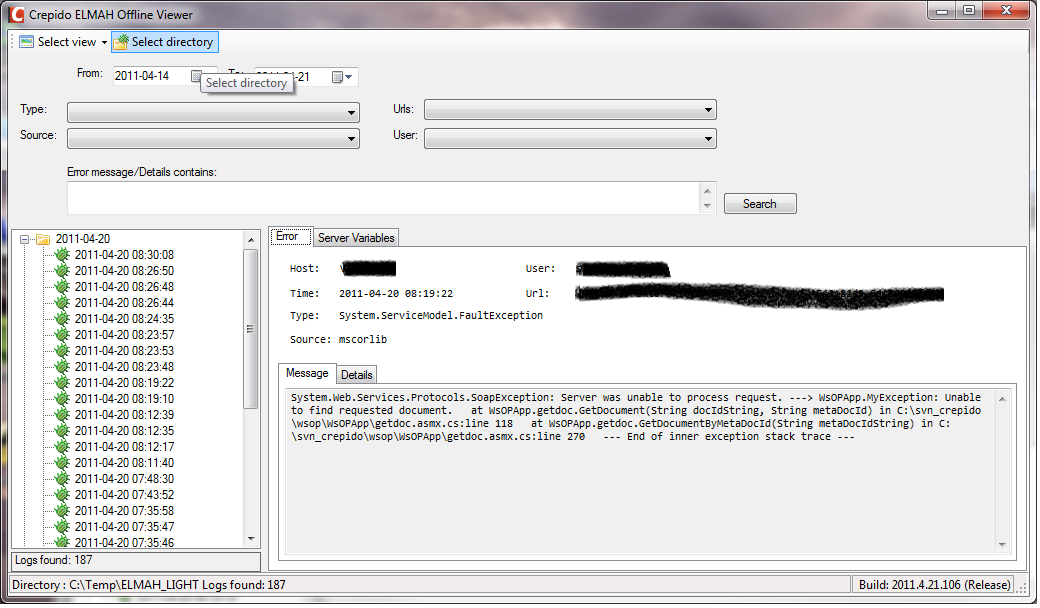 Crepido ELMAH Offline Viewer
Select view Select directory
From: 2011-04-14 21
Select directory
Type: Urls:
Source: User:
Error message/Details contains:
Search
2011-04-20
2011-04-20 08:30:08
2011-04-20 08:26:50
2011-04-20 08:26:48
2011-04-20 08:26:44
2011-04-20 08:24:35
2011-04-20 08:23:57
2011-04-20 08:23:53
2011-04-20 08:23:48
2011-04-20 08:19:22
2011-04-20 08:19:10
2011-04-20 08:12:39
2011-04-20 08:12:35
2011-04-20 08:12:17
2011-04-20 08:11:40
2011-04-20 07:48:30
2011-04-20 07:43:52
2011-04-20 07:35:58
2011-04-20 07:35:47
2011-04-20 07:35:46
Logs found: 187
Error Server Variables
Host: User:
Time: 2011-04-20 08:19:22 Url:
Type: System.ServiceModel.FaultException
Source: mscorlib
Message Details
System.Web.Services.Protocols.SoapException: Server was unable to process request. ---> WsOPApp.MyException: Unable
to find requested document. at WsOPApp.getdoc.GetDocument(String docIdString, String metaDocId) in C:\svn_crepido
\wsop\WsOPApp\getdoc.asmx.cs:line 118 at WsOPApp.getdoc.GetDocumentByMetaDocId(String metaDocIdString) in C:
\svn_crepido\wsop\WsOPApp\getdoc.asmx.cs:line 270 --- End of inner exception stack trace ---
Directory : C:\Temp\ELMAH_LIGHT Logs found: 187 Build: 2011.4.21.106 (Release)